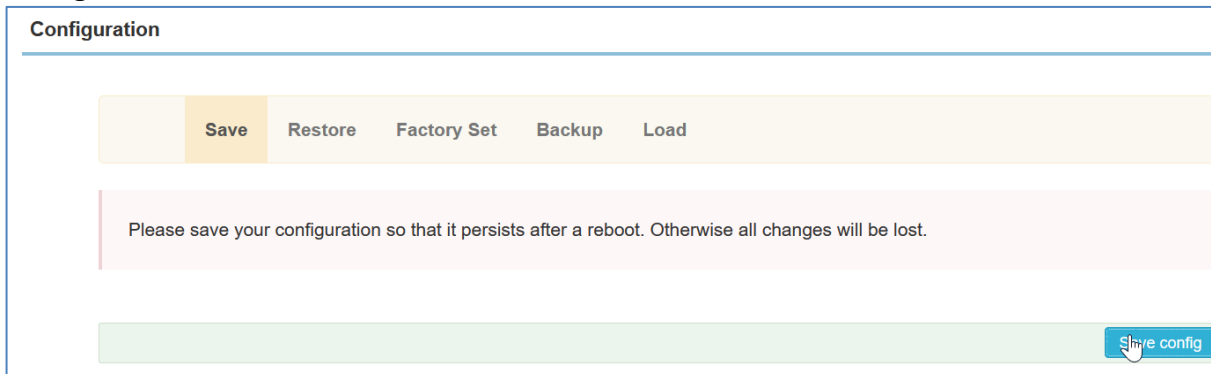 Configuration
Save Restore Factory Set Backup Load
Please save your configuration so that it persists after a reboot. Otherwise all changes will be lost.
Save config